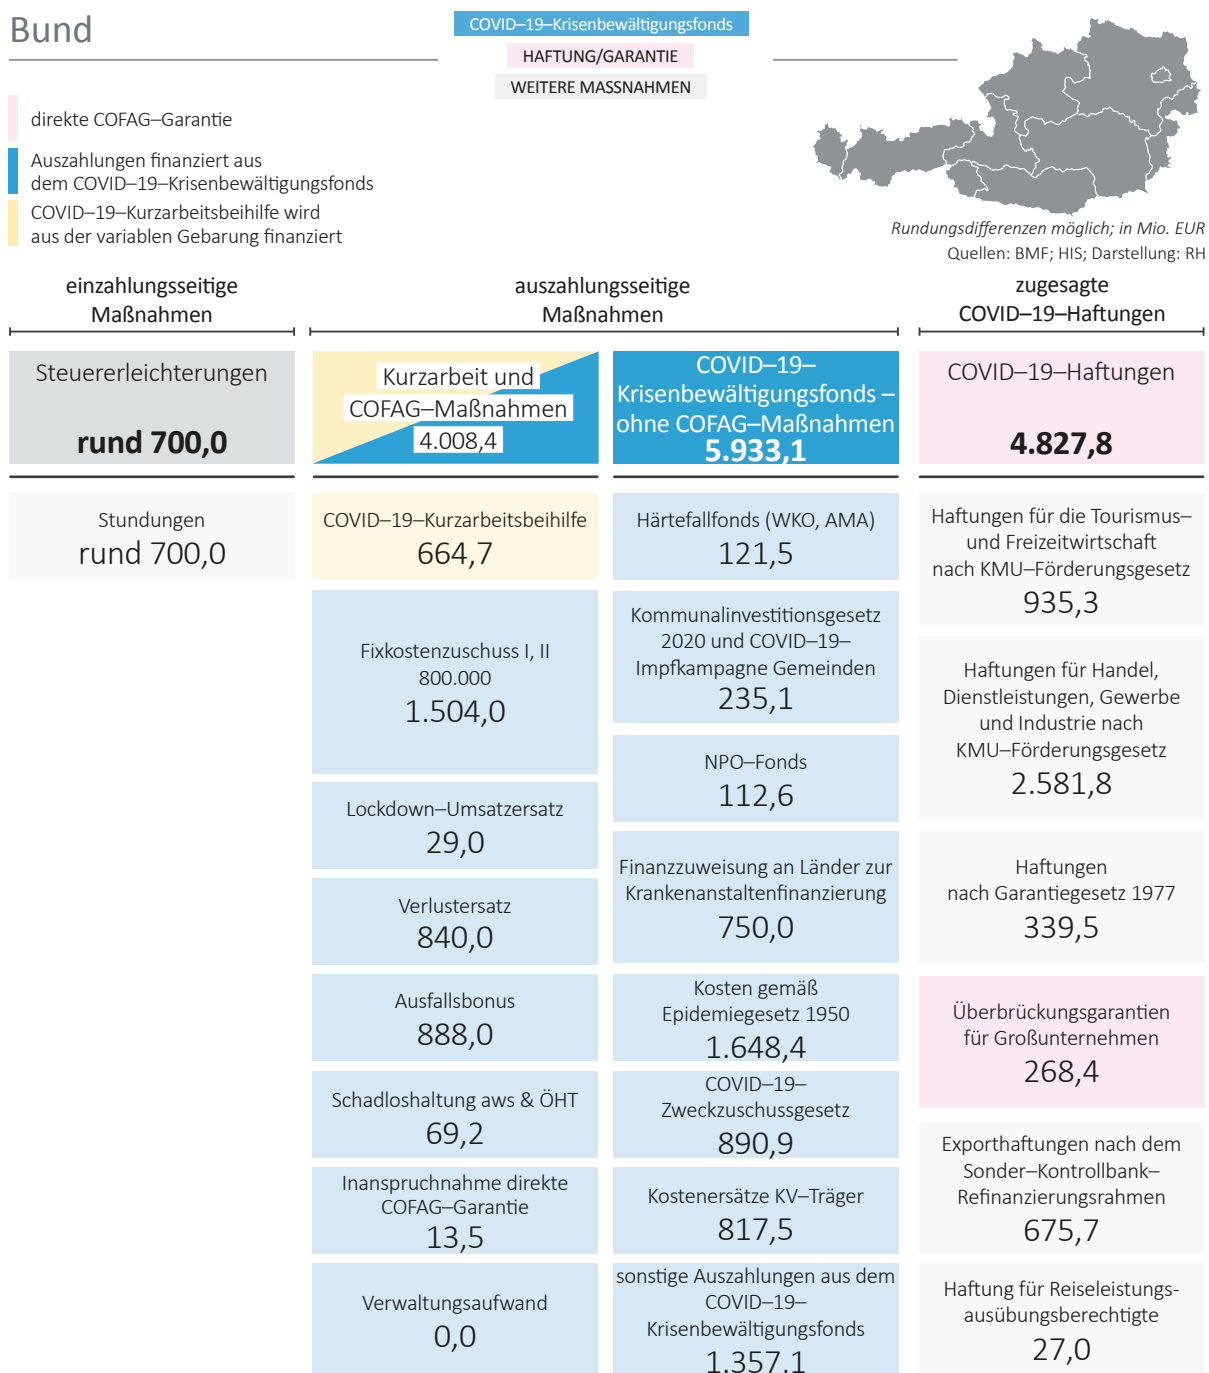 Bund
COVID–19–Krisenbewältigungsfonds
HAFTUNG/GARANTIE
WEITERE MASSNAHMEN
direkte COFAG–Garantie
Auszahlungen finanziert aus
dem COVID–19–Krisenbewältigungsfonds
COVID–19–Kurzarbeitsbeihilfe wird
aus der variablen Gebarung finanziert
Rundungsdifferenzen möglich; in Mio. EUR
Quellen: BMF; HIS; Darstellung: RH
einzahlungsseitige
Maßnahmen
auszahlungsseitige
Maßnahmen
zugesagte
COVID–19–Haftungen
Steuererleichterungen
rund 700,0
Stundungen
rund 700,0
Kurzarbeit und
COFAG–Maßnahmen
4.008,4
COVID–19–Kurzarbeitsbeihilfe
664,7
Fixkostenzuschuss I, II
800.000
1.504,0
Lockdown–Umsatzersatz
29,0
Verlustersatz
840,0
Ausfallsbonus
888,0
Schadloshaltung aws & ÖHT
69,2
Inanspruchnahme direkte
COFAG–Garantie
13,5
Verwaltungsaufwand
0,0
COVID–19–
Krisenbewältigungsfonds –
ohne COFAG–Maßnahmen
5.933,1
Härtefallfonds (WKO, AMA)
121,5
Kommunalinvestitionsgesetz
2020 und COVID–19–
Impfkampagne Gemeinden
235,1
NPO–Fonds
112,6
Finanzzuweisung an Länder zur
Krankenanstaltenfinanzierung
750,0
Kosten gemäß
Epidemiegesetz 1950
1.648,4
COVID–19–
Zweckzuschussgesetz
890,9
Kostenersätze KV–Träger
817,5
sonstige Auszahlungen aus dem
COVID–19–
Krisenbewältigungsfonds
1.357,1
COVID–19–Haftungen
4.827,8
Haftungen für die Tourismus–
und Freizeitwirtschaft
nach KMU–Förderungsgesetz
935,3
Haftungen für Handel,
Dienstleistungen, Gewerbe
und Industrie nach
KMU–Förderungsgesetz
2.581,8
Haftungen
nach Garantiegesetz 1977
339,5
Überbrückungsgarantien
für Großunternehmen
268,4
Exporthaftungen nach dem
Sonder–Kontrollbank–
Refinanzierungsrahmen
675,7
Haftung für Reiseleistungs-
ausübungsberechtigte
27,0